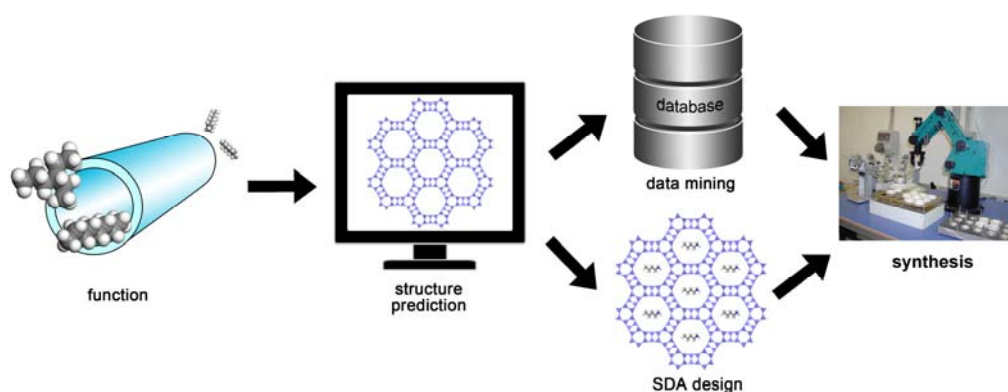 function
structure
prediction
database
data mining
SDA design
synthesis